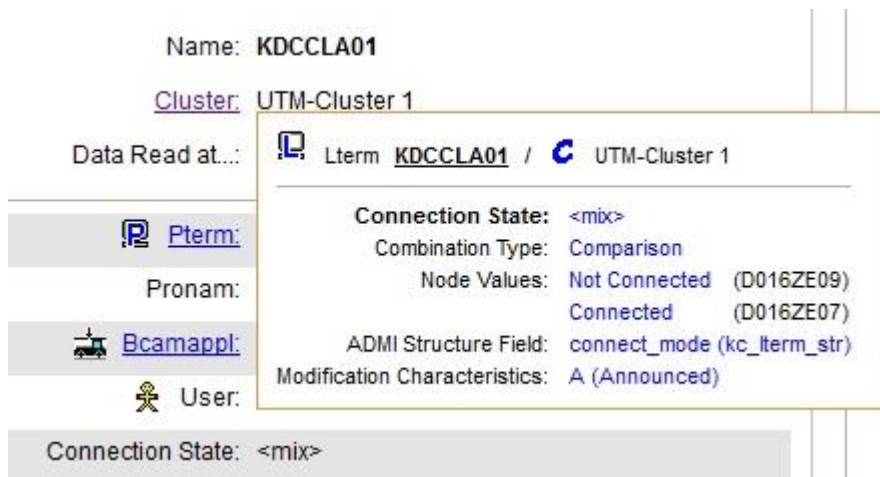 Name: KDCCLA01
Cluster: UTM-Cluster 1
Data Read at...:
Pterm:
Pronam:
Bcamappl:
User:
Connection State: <mix>
Lterm KDCCLA01 / C UTM-Cluster 1
Connection State: <mix>
Combination Type: Comparison
Node Values: Not Connected (D016ZE09)
Connected (D016ZE07)
ADMI Structure Field: connect_mode (kc_lterm_str)
Modification Characteristics: A (Announced)